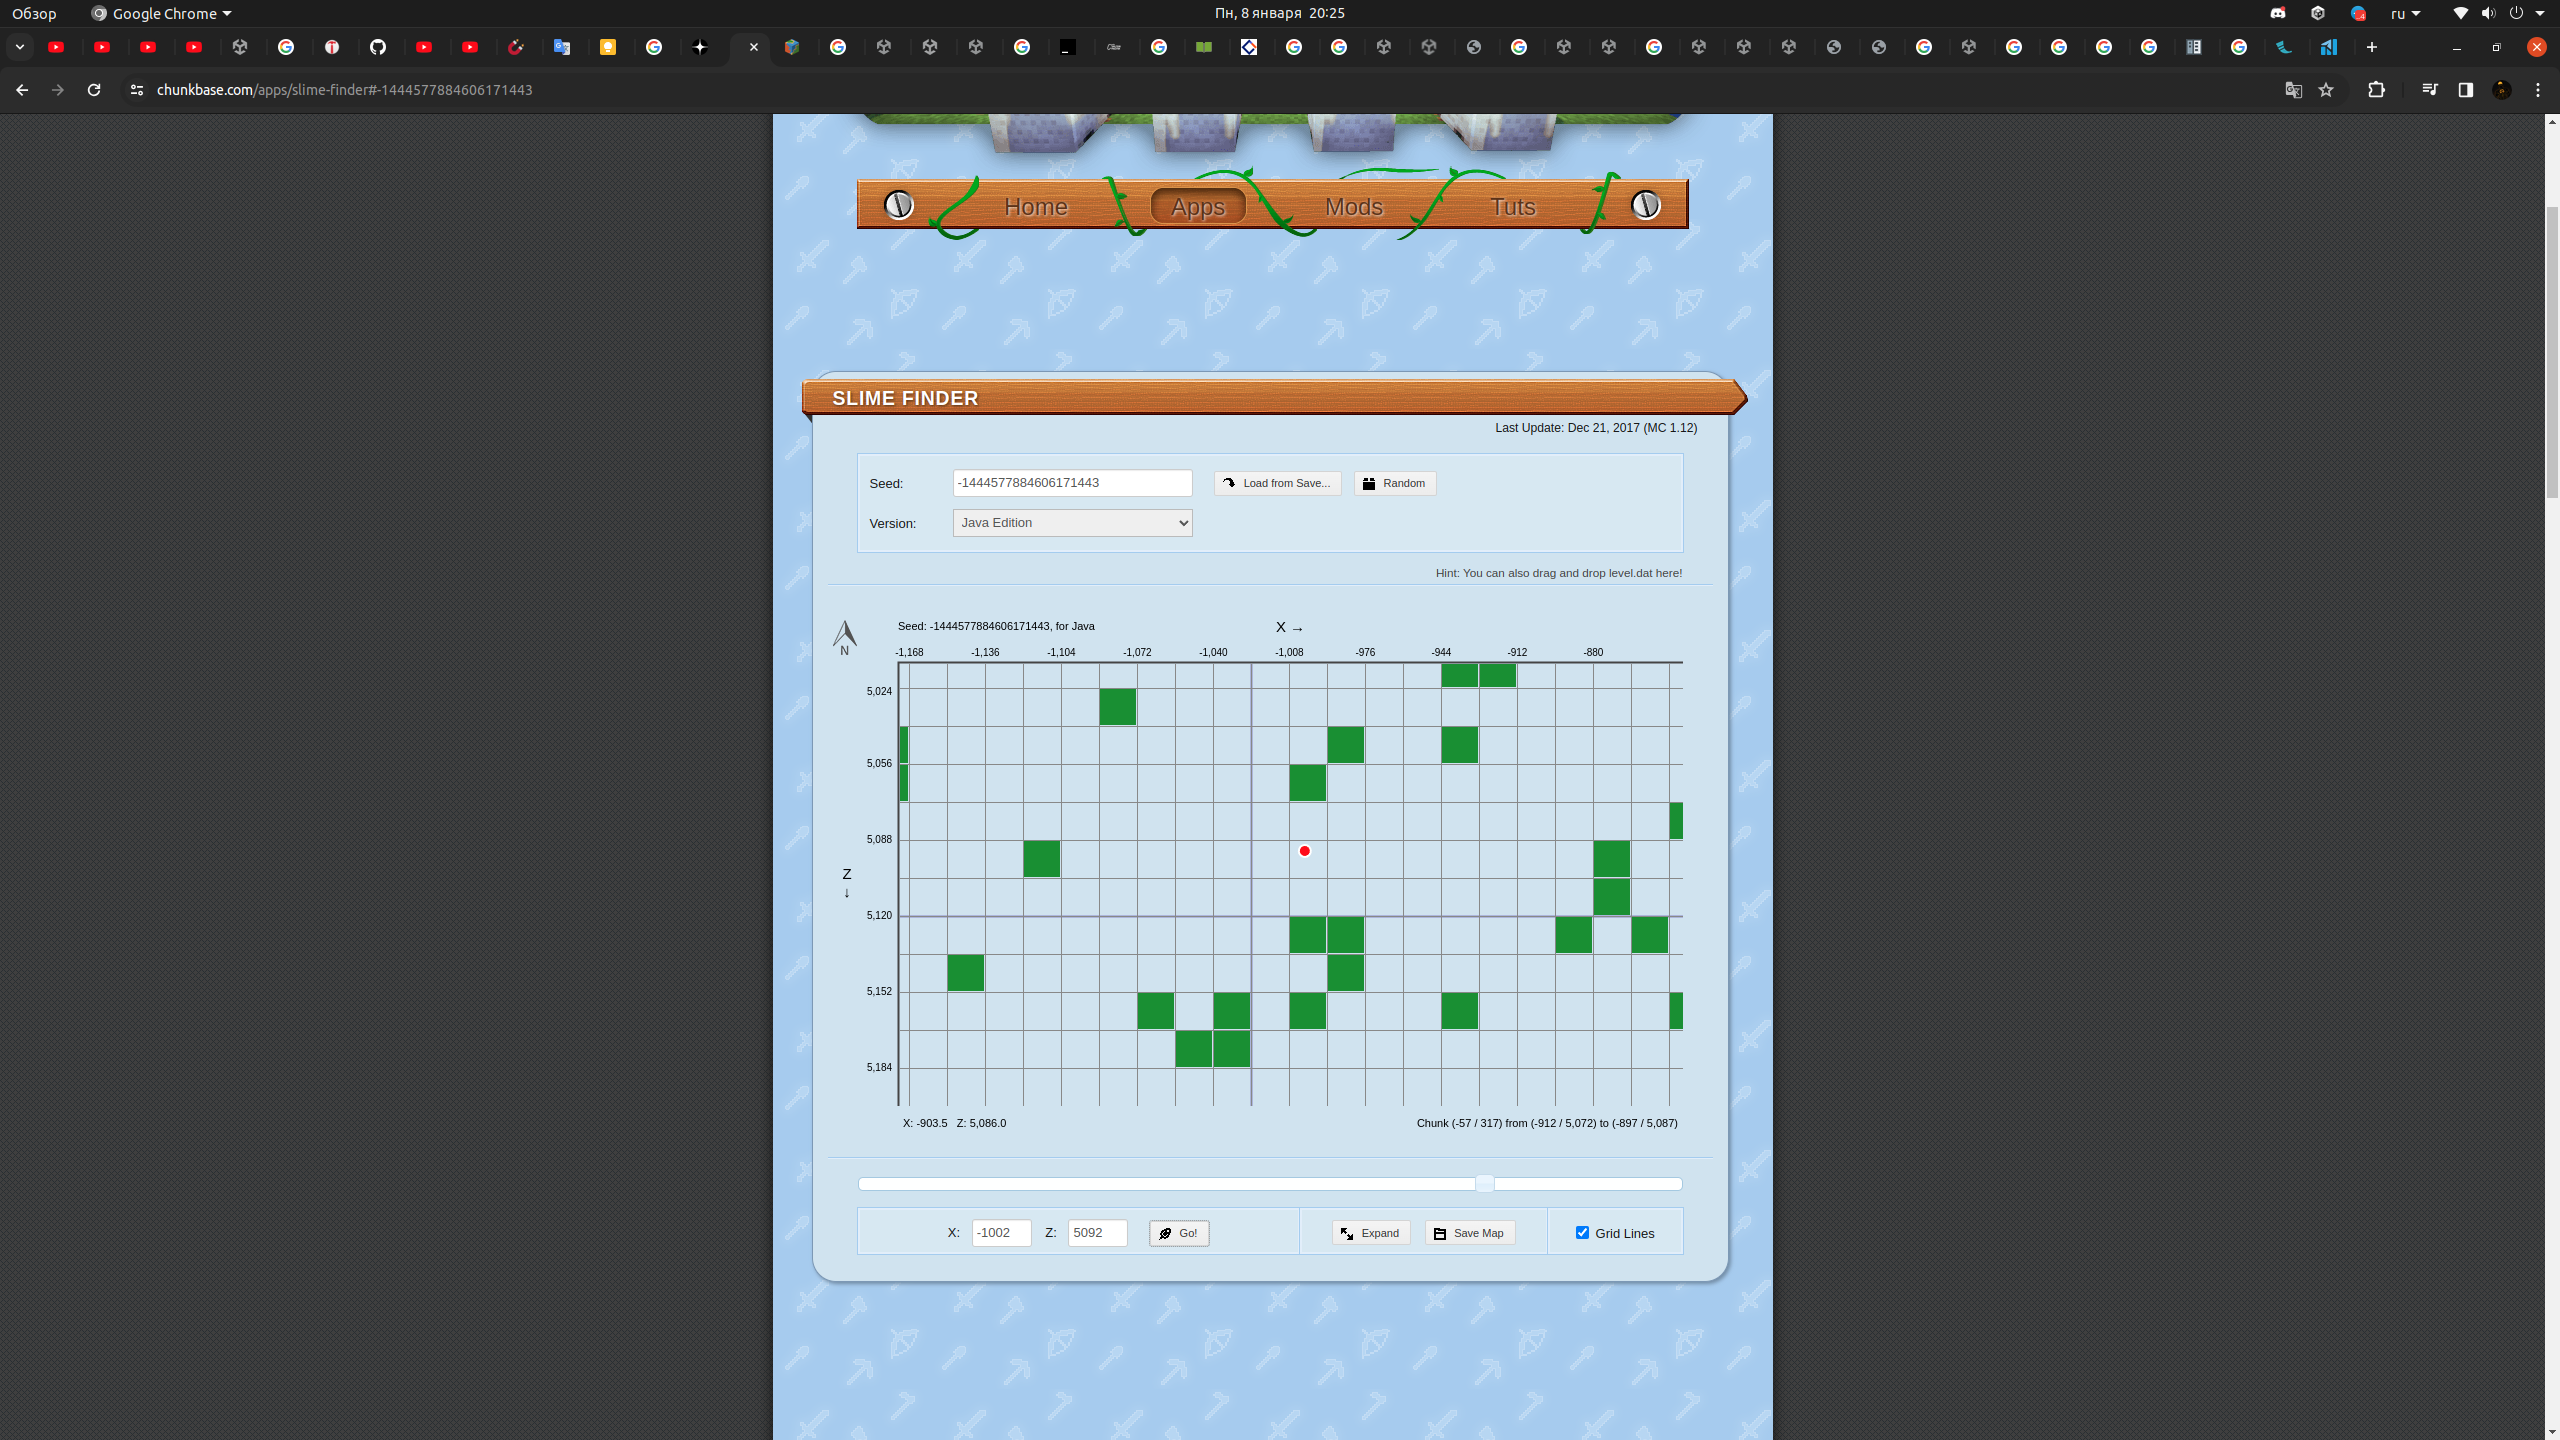 Обзор
Google Chrome
Пн, 8 января 20:25
ru
chunkbase.com/apps/slime-finder#-1444577884606171443
Home
Apps
Mods
Tuts
SLIME FINDER
Last Update: Dec 21, 2017 (MC 1.12)
Seed:
-1444577884606171443
Load from Save...
Random
Version:
Java Edition
Hint: You can also drag and drop level.dat here!
N
Seed: -1444577884606171443, for Java
X →
-1,168 -1,136 -1,104 -1,072 -1,040 -1,008 -976 -944 -912 -880
5,024
5,056
5,088
Z
↓
5,120
5,152
5,184
X: -903.5 Z: 5,086.0
Chunk (-57 / 317) from (-912 / 5,072) to (-897 / 5,087)
X: -1002 Z: 5092 Go!
Expand
Save Map
Grid Lines